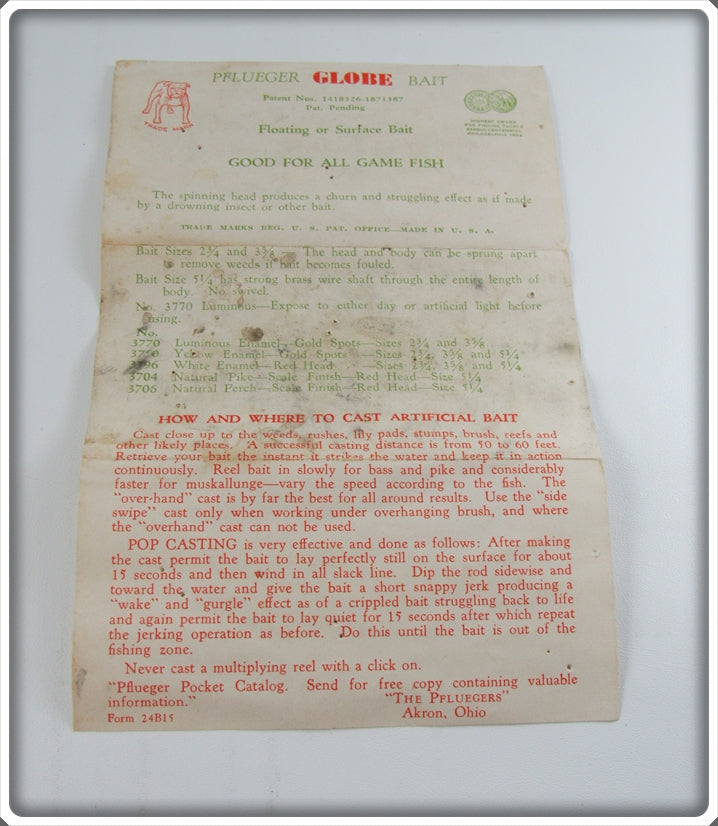 PFLUEGER GLOBE BAIT
Patent Nos. 1418326-1871387
Pat. Pending
TRADE MARK
HIGHEST AWARD
FOR FISHING TACKLE
SESQUI-CENTENNIAL
PHILADELPHIA 1926
Floating or Surface Bait
GOOD FOR ALL GAME FISH
The spinning head produces a churn and struggling effect as if made
by a drowning insect or other bait.
TRADE MARKS REG. U. S. PAT. OFFICE—MADE IN U. S. A.
Bait Sizes 2¾ and 3⅝ — The head and body can be sprung apart
to remove weeds if bait becomes fouled.
Bait Size 5¼ has strong brass wire shaft through the entire length of
body. No swivel.
No. 3770 Luminous—Expose to either day or artificial light before
using.
No.
3770 Luminous Enamel, Gold Spots—Sizes 2¾ and 3⅝
Yellow Enamel—Gold Spots —Sizes 2¾, 3⅝ and 5¼
3796 White Enamel—Red Head —Sizes 2¾, 3⅝ and 5¼
3704 Natural Pike—Scale Finish—Red Head—Size 5¼
3706 Natural Perch—Scale Finish—Red Head—Size 5¼
HOW AND WHERE TO CAST ARTIFICIAL BAIT
Cast close up to the weeds, rushes, lily pads, stumps, brush, reefs and
other likely places. A successful casting distance is from 50 to 60 feet.
Retrieve your bait the instant it strikes the water and keep it in action
continuously. Reel bait in slowly for bass and pike and considerably
faster for muskallunge—vary the speed according to the fish. The
"over-hand" cast is by far the best for all around results. Use the "side
swipe" cast only when working under overhanging brush, and where
the "overhand" cast can not be used.
POP CASTING is very effective and done as follows: After making
the cast permit the bait to lay perfectly still on the surface for about
15 seconds and then wind in all slack line. Dip the rod sidewise and
toward the water and give the bait a short snappy jerk producing a
"wake" and "gurgle" effect as of a crippled bait struggling back to life
and again permit the bait to lay quiet for 15 seconds after which repeat
the jerking operation as before. Do this until the bait is out of the
fishing zone.
Never cast a multiplying reel with a click on.
"Pflueger Pocket Catalog. Send for free copy containing valuable
information." "THE PFLUEGERS"
Form 24B15 Akron, Ohio